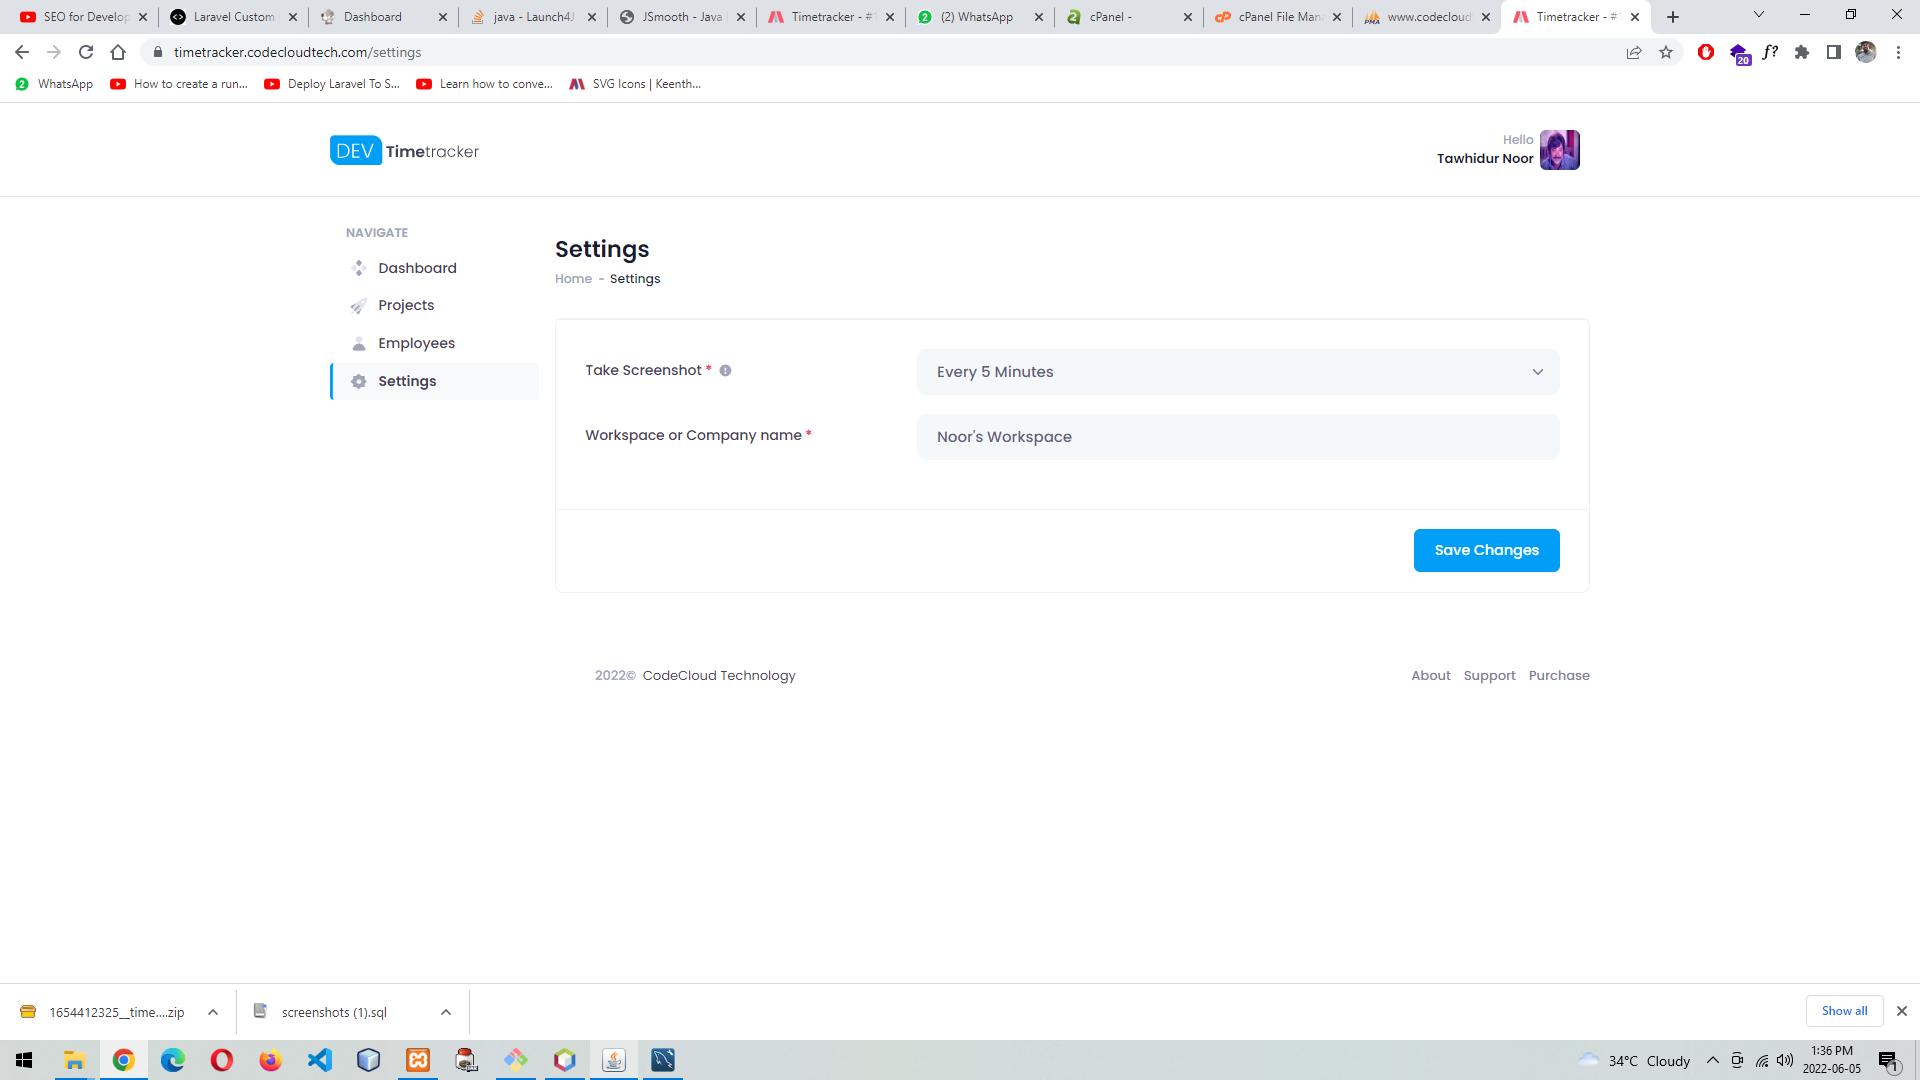 SEO for Develop
Laravel Custom
Dashboard
java - Launch4J
JSmooth - Java
Timetracker - #1
(2) WhatsApp
cPanel -
cPanel File Man
www.codecloud
Timetracker - #
timetracker.codecloudtech.com/settings
20
f?
WhatsApp
How to create a run...
Deploy Laravel To S...
Learn how to conve...
SVG Icons | Keenth...
DEV Timetracker
Hello
Tawhidur Noor
NAVIGATE
Dashboard
Projects
Employees
Settings
Settings
Home - Settings
Take Screenshot *
Every 5 Minutes
Workspace or Company name *
Noor's Workspace
Save Changes
2022© CodeCloud Technology
About Support Purchase
1654412325__time....zip
screenshots (1).sql
Show all
34°C Cloudy
1:36 PM
2022-06-05
1